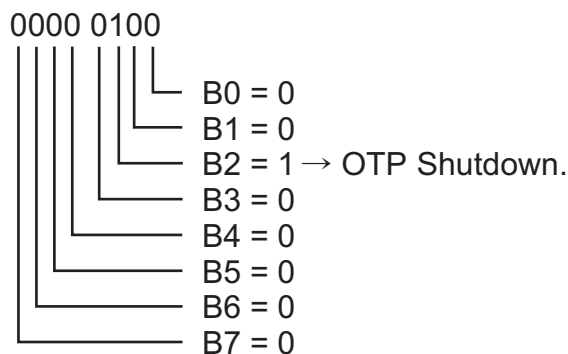 0000 0100
B0 = 0
B1 = 0
B2 = 1 → OTP Shutdown.
B3 = 0
B4 = 0
B5 = 0
B6 = 0
B7 = 0